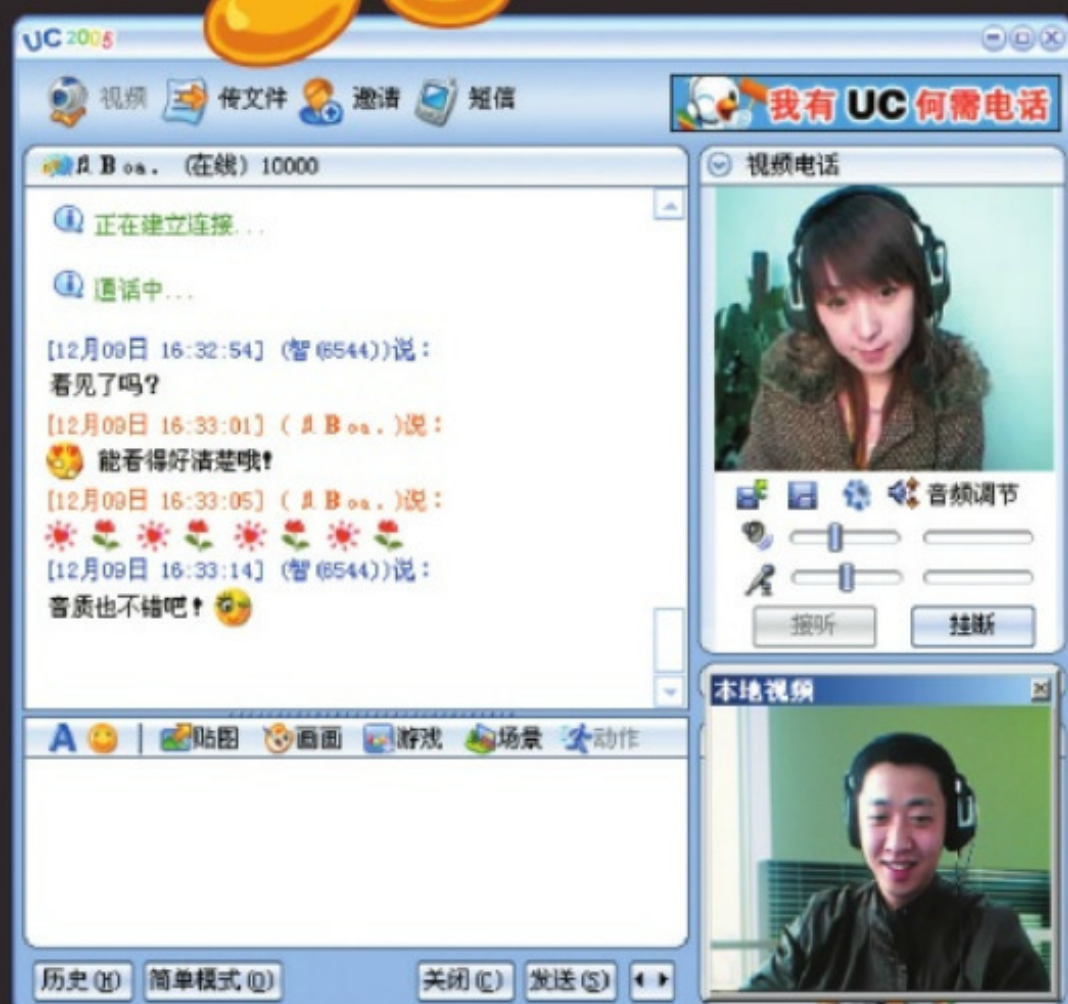 UC 2005
视频 传文件 邀请 短信
我有 UC 何需电话
Boa. (在线) 10000
正在建立连接...
通话中...
[12月09日 16:32:54] (智(6544))说：
看见了吗?
[12月09日 16:33:01] ( Boa. )说：
能看得好清楚哦!
[12月09日 16:33:05] ( Boa. )说：
[12月09日 16:33:14] (智(6544))说：
音质也不错吧!
A 贴图 画画 游戏 场景 动作
历史(H) 简单模式(O) 关闭(C) 发送(S)
视频电话
音频调节
接听 挂断
本地视频